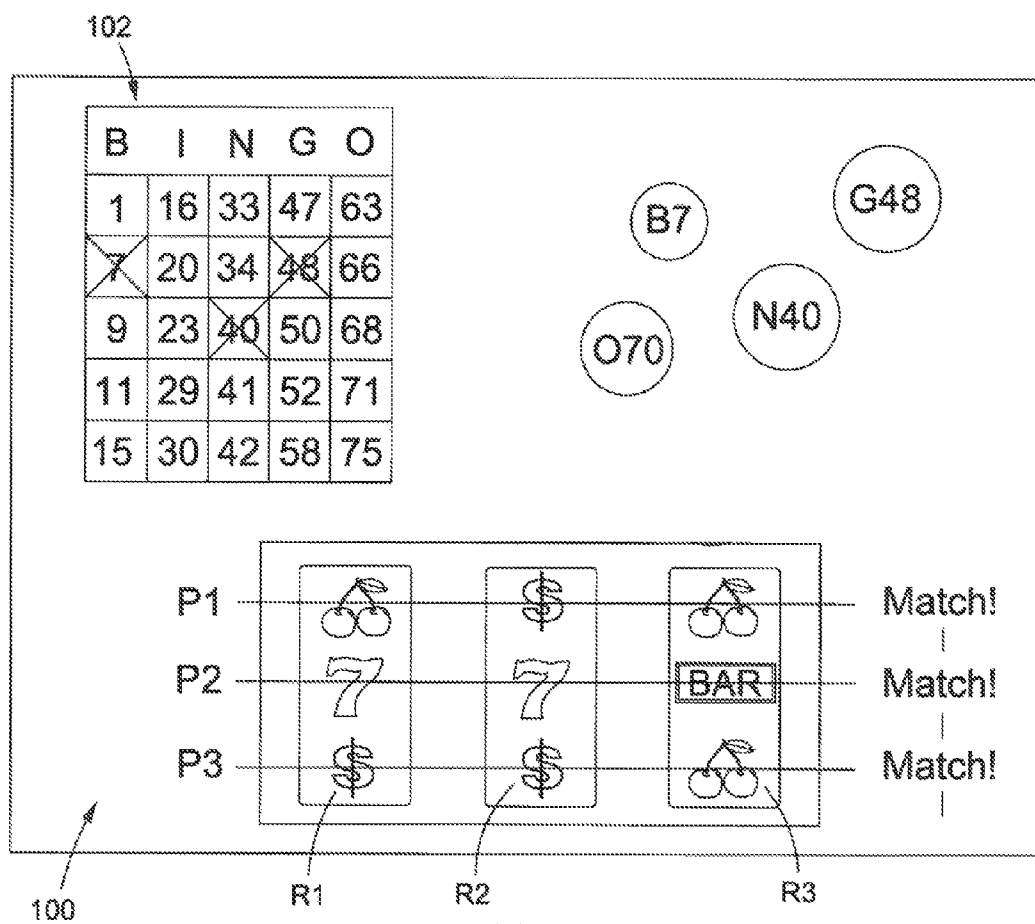 102
B I N G O
1 16 33 47 63
7 20 34 48 66
9 23 40 50 68
11 29 41 52 71
15 30 42 58 75
B7
G48
O70
N40
P1 $ Match!
P2 7 7 BAR Match!
P3 $ $ Match!
100
R1 R2 R3